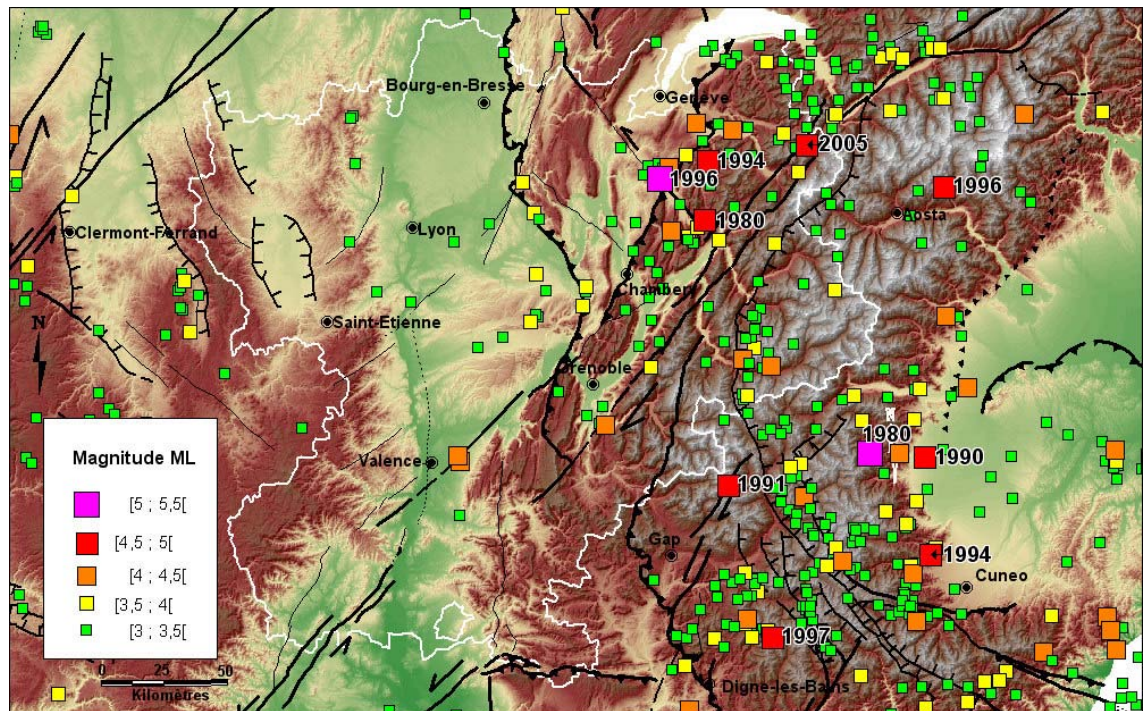 Bourg-en-Bresse
Genève
2005
1994
1996
1996
1980
Aosta
Clermont-Ferrand
Lyon
Chambery
Saint-Etienne
N
Grenoble
1980
1990
Valence
1991
Gap
1994
Cuneo
1997
Digne-les-Bains
Magnitude ML
[5 ; 5,5[
[4,5 ; 5[
[4 ; 4,5[
[3,5 ; 4[
[3 ; 3,5[
0 25 50
Kilomètres